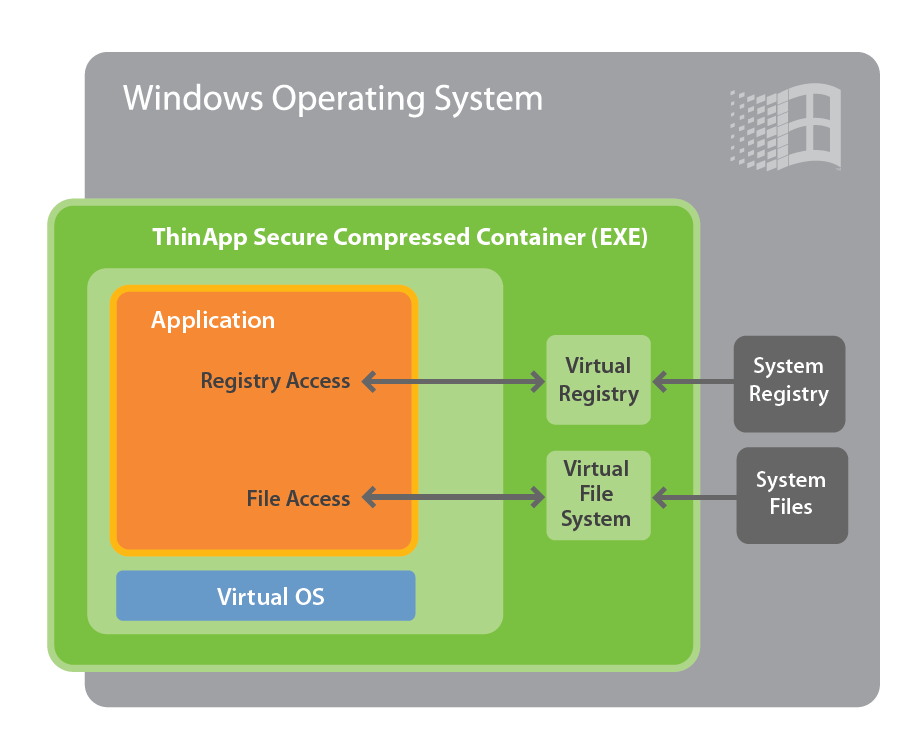 Windows Operating System
ThinApp Secure Compressed Container (EXE)
Application
Registry Access
Virtual
Registry
System
Registry
File Access
Virtual
File
System
System
Files
Virtual OS